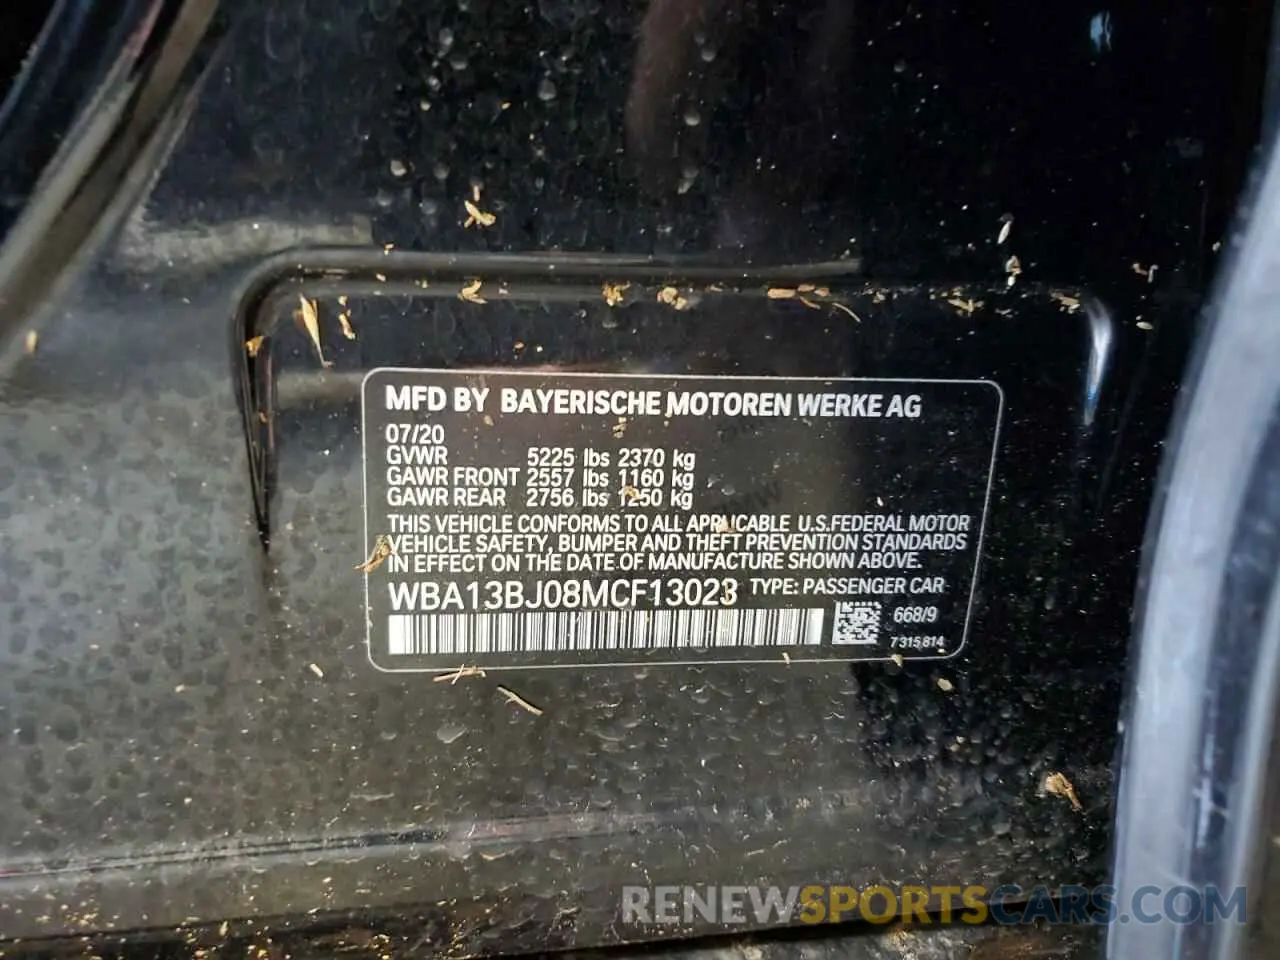 MFD BY BAYERISCHE MOTOREN WERKE AG
07/20
GVWR 5225 lbs 2370 kg
GAWR FRONT 2557 lbs 1160 kg
GAWR REAR 2756 lbs 1250 kg
THIS VEHICLE CONFORMS TO ALL APPLICABLE U.S.FEDERAL MOTOR
VEHICLE SAFETY, BUMPER AND THEFT PREVENTION STANDARDS
IN EFFECT ON THE DATE OF MANUFACTURE SHOWN ABOVE.
WBA13BJ08MCF13023 TYPE: PASSENGER CAR
668/9
7 315 814
RENEWSPORTSCARS.COM